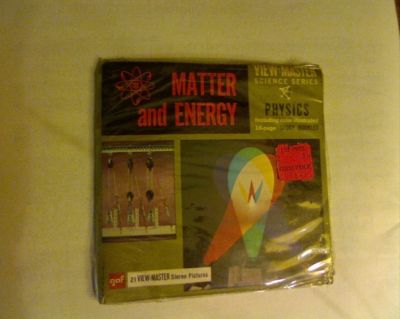 MATTER
and ENERGY
VIEW-MASTER
SCIENCE SERIES
PHYSICS
including color illustrated
16-page STORY BOOKLET
gaf
21 VIEW-MASTER Stereo Pictures